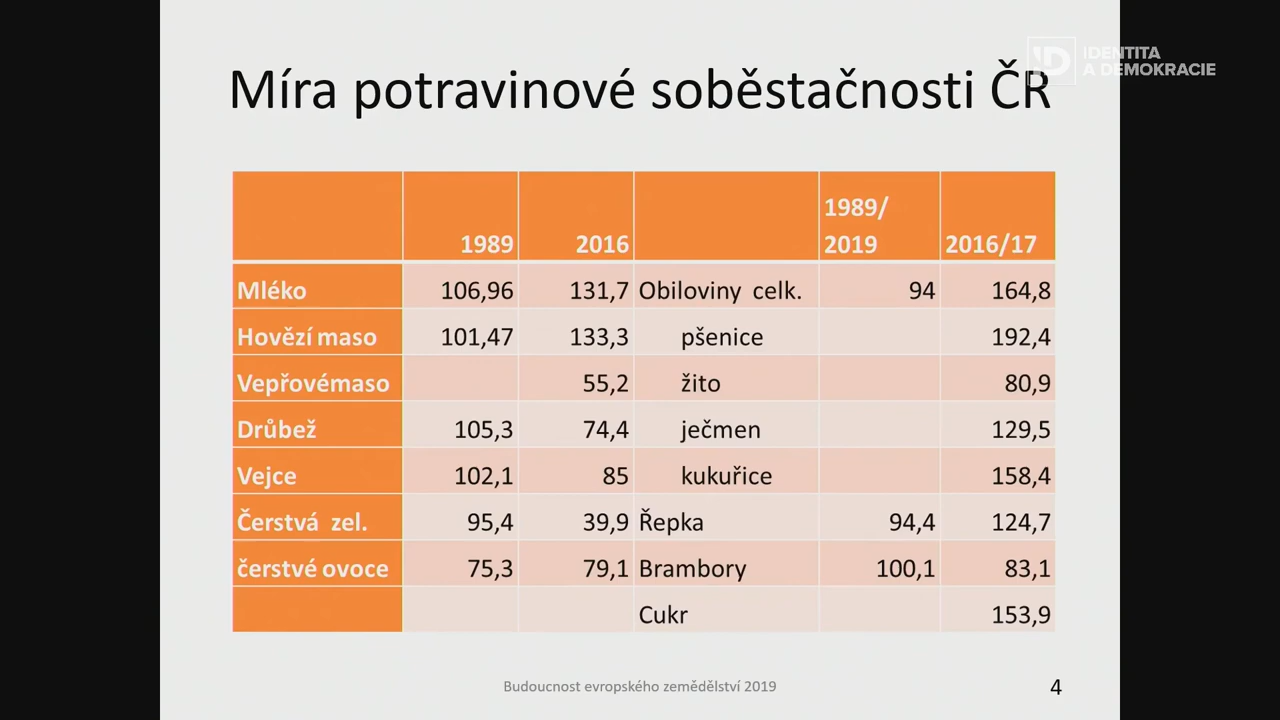 IDENTITA
A DEMOKRACIE
Míra potravinové soběstačnosti ČR
1989 2016 1989/ 2019 2016/17
Mléko 106,96 131,7 Obiloviny celk. 94 164,8
Hovězí maso 101,47 133,3 pšenice 192,4
Vepřovémaso 55,2 žito 80,9
Drůbež 105,3 74,4 ječmen 129,5
Vejce 102,1 85 kukuřice 158,4
Čerstvá zel. 95,4 39,9 Řepka 94,4 124,7
čerstvé ovoce 75,3 79,1 Brambory 100,1 83,1
Cukr 153,9
Budoucnost evropského zemědělství 2019 4